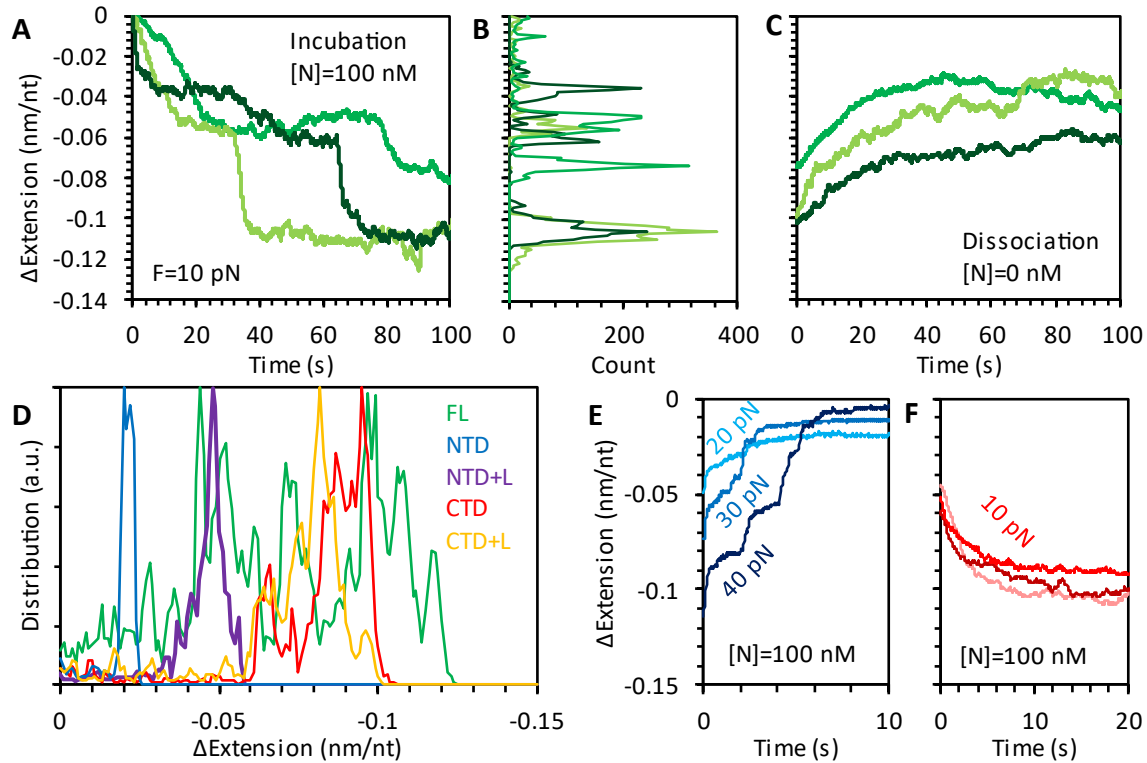 A
Incubation
[N]=100 nM
F=10 pN
0
-0.02
-0.04
-0.06
-0.08
-0.1
-0.12
-0.14
ΔExtension (nm/nt)
0 20 40 60 80 100
Time (s)
B
0 200 400
Count
C
Dissociation
[N]=0 nM
0 20 40 60 80 100
Time (s)
D
FL
NTD
NTD+L
CTD
CTD+L
Distribution (a.u.)
0 -0.05 -0.1 -0.15
ΔExtension (nm/nt)
E
0
-0.05
-0.1
-0.15
ΔExtension (nm/nt)
20 pN
30 pN
40 pN
[N]=100 nM
0 10
Time (s)
F
10 pN
[N]=100 nM
0 10 20
Time (s)